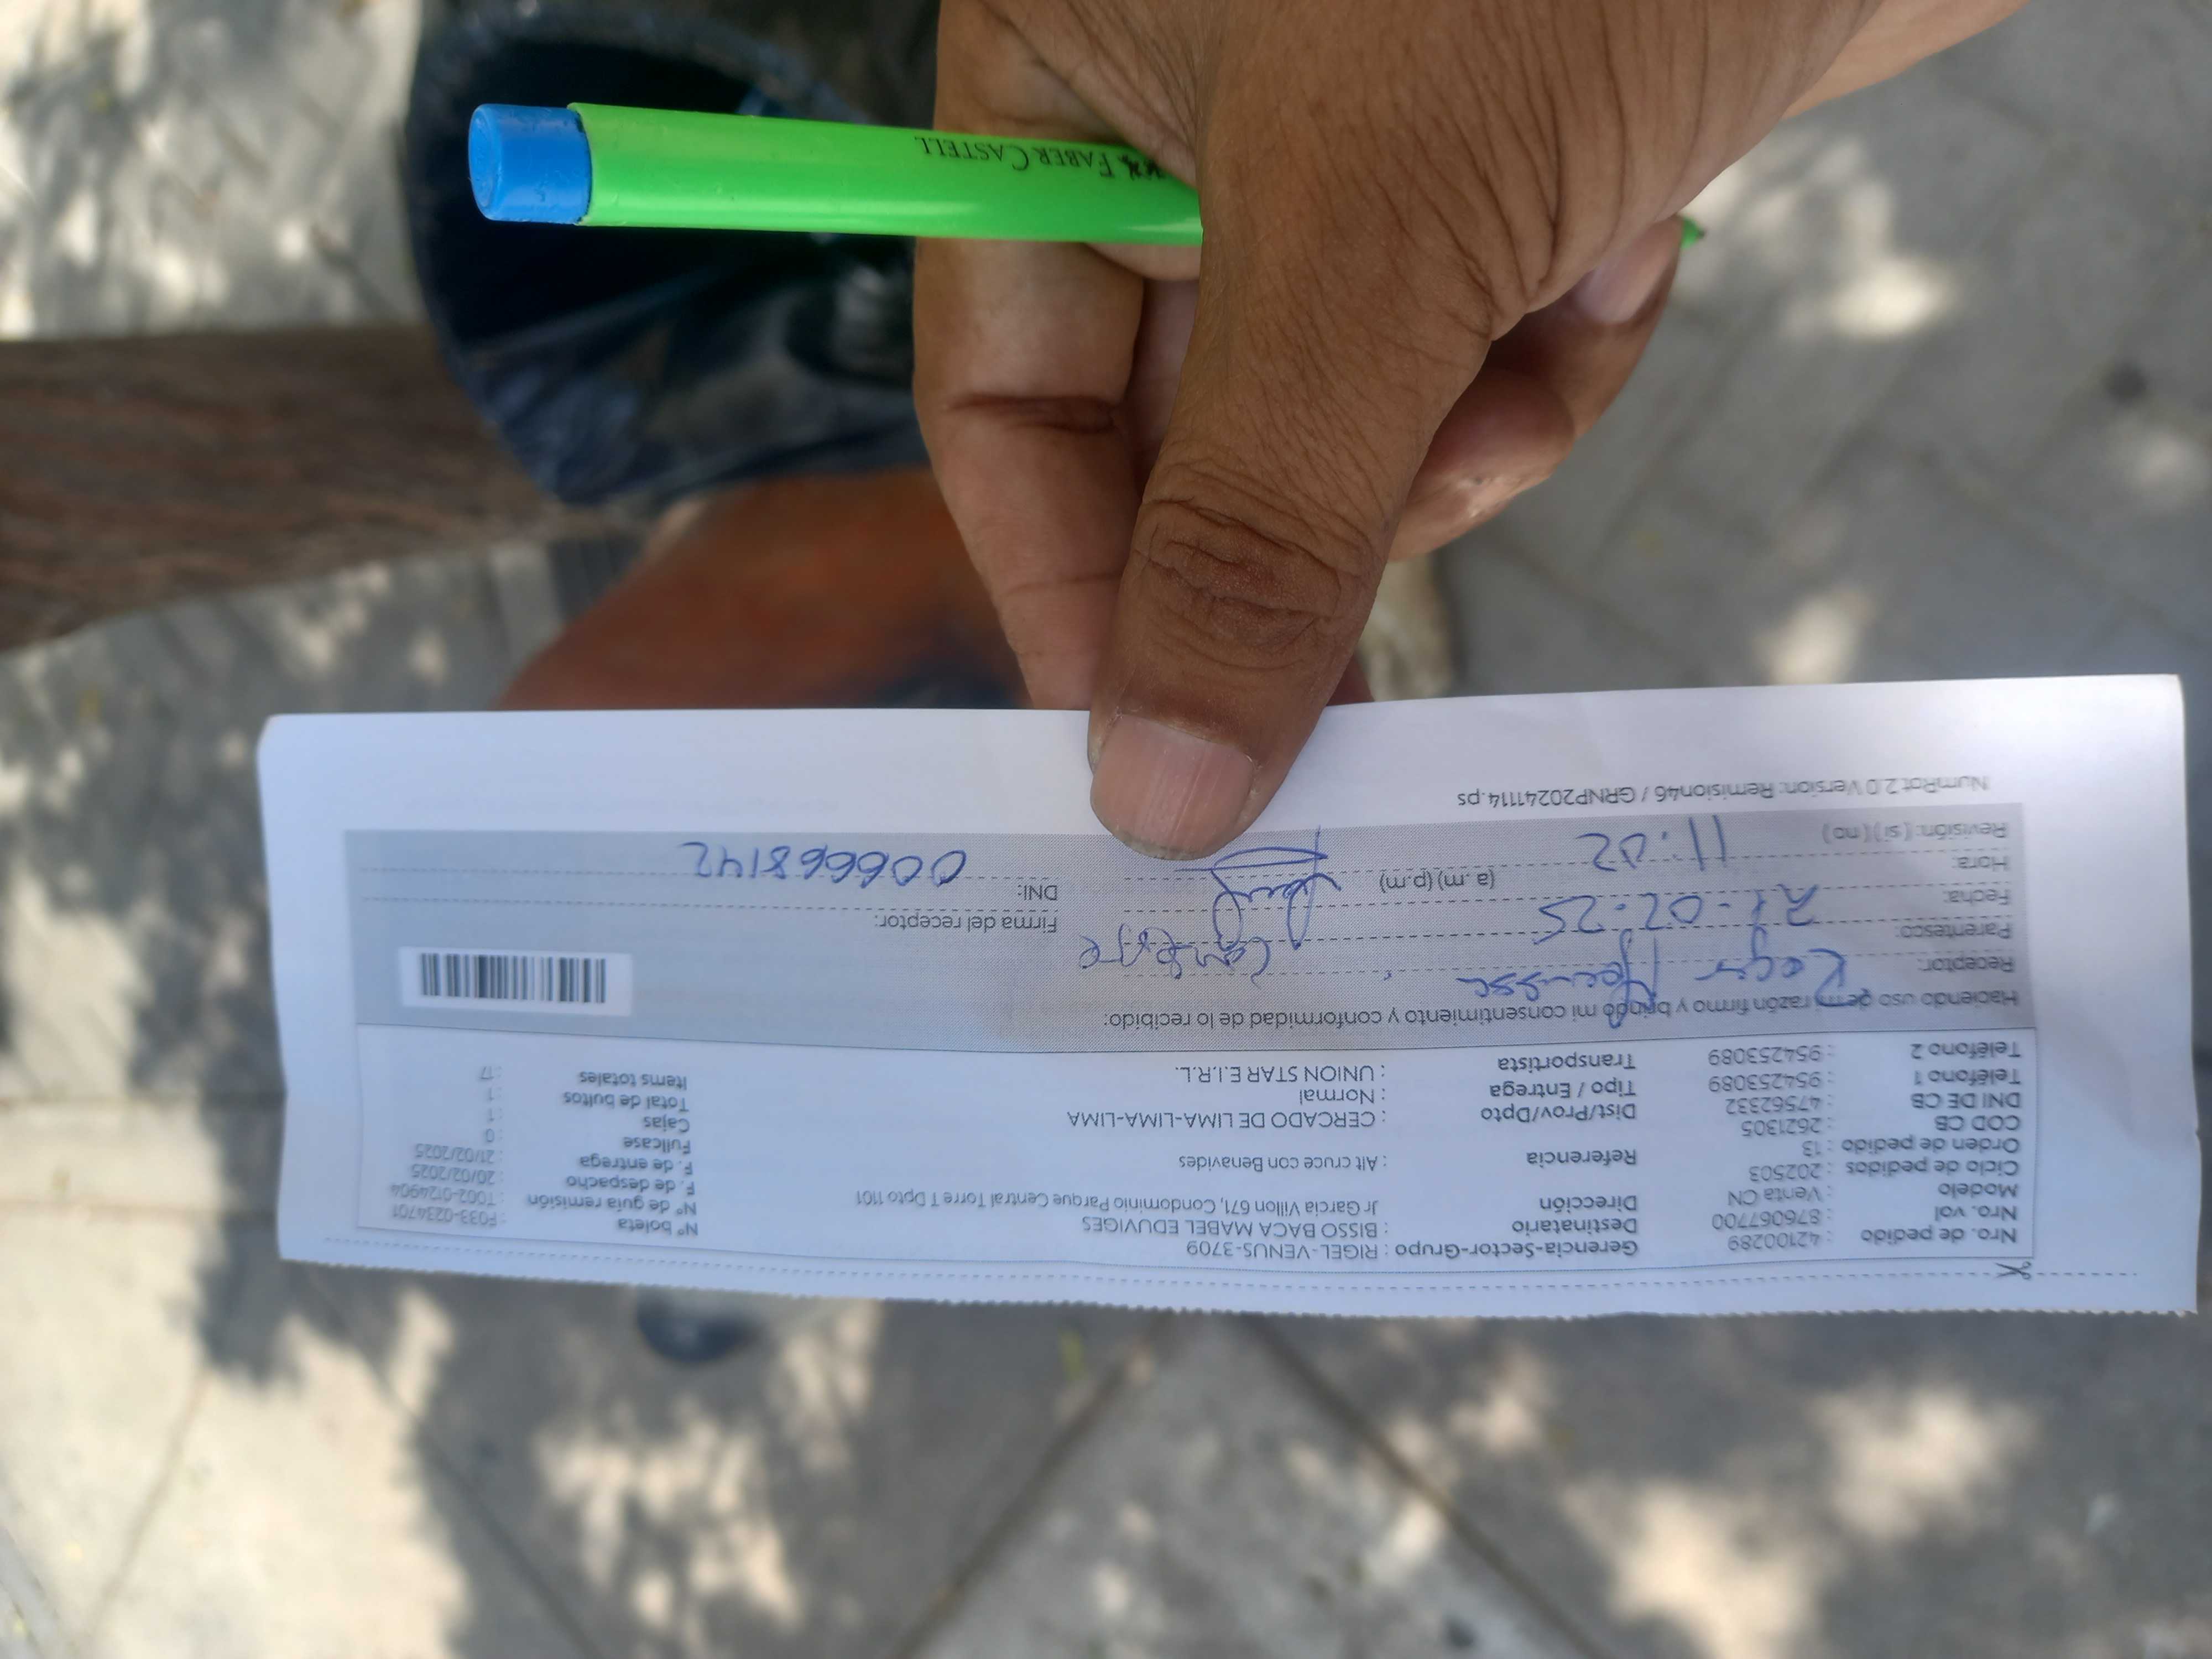 FABER CASTELL
Nro. de pedido : 42100289 Gerencia-Sector-Grupo : RIGEL-VENUS-3709 N° boleta : F033-0234701
Nro. vol : 876067700 Destinatario : BISSO BACA MABEL EDUVIGES N° de guia remisión : T002-0124904
Modelo : Venta CN Dirección Jr Garcia Villon 671, Condominio Parque Central Torre T Dpto 1101 F. de despacho : 20/02/2025
Ciclo de pedidos : 202503 F. de entrega : 21/02/2025
Orden de pedido : 13 Referencia : Alt cruce con Benavides Fullcase : 0
COD CB : 2621305 Dist/Prov/Dpto : CERCADO DE LIMA-LIMA-LIMA Cajas : 1
DNI DE CB : 47562332 Tipo / Entrega : Normal Total de bultos : 1
Teléfono 1 : 954253089 Transportista : UNION STAR E.I.R.L. Items totales : 17
Teléfono 2 : 954253089
Haciendo uso de mi razón firmo y brindo mi consentimiento y conformidad de lo recibido:
Receptor: Roger
Parentesco:
Fecha: 21-02-25 Firma del receptor:
Hora: 11:02 (a.m) (p.m) DNI: 006668142
Revisión: (si) (no)
NumRot 2.0 Version: Remision46 / GRNP20241114.ps